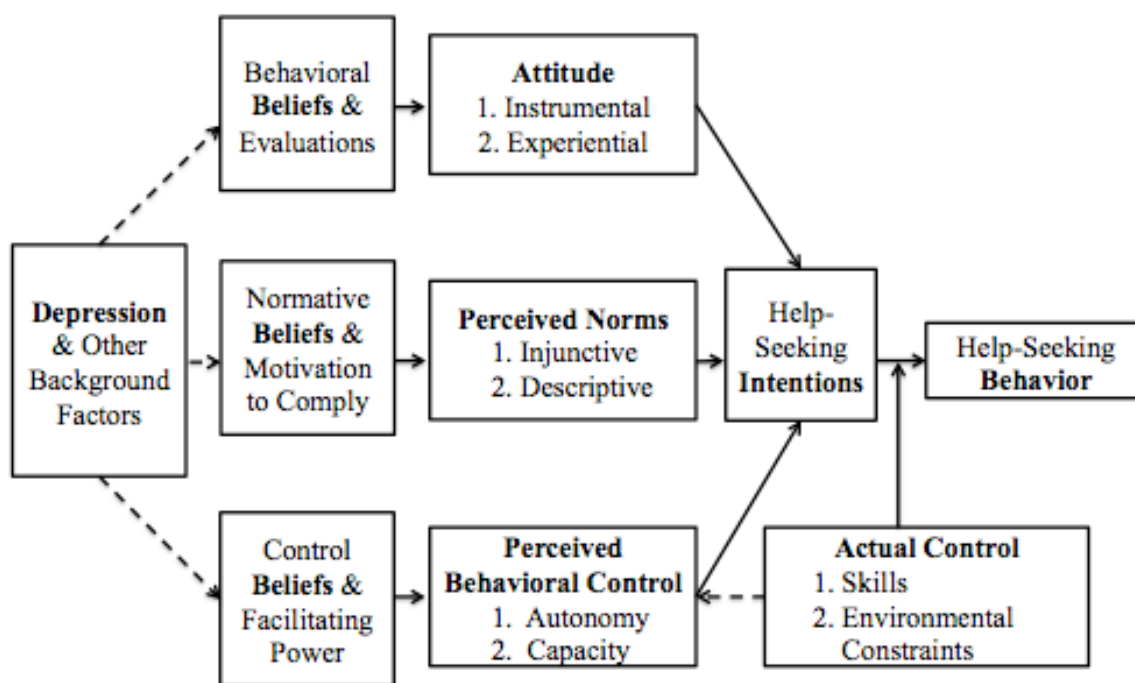 Behavioral
Beliefs &
Evaluations
Attitude
1. Instrumental
2. Experiential
Depression
& Other
Background
Factors
Normative
Beliefs &
Motivation
to Comply
Perceived Norms
1. Injunctive
2. Descriptive
Help-
Seeking
Intentions
Help-Seeking
Behavior
Control
Beliefs &
Facilitating
Power
Perceived
Behavioral Control
1. Autonomy
2. Capacity
Actual Control
1. Skills
2. Environmental
Constraints